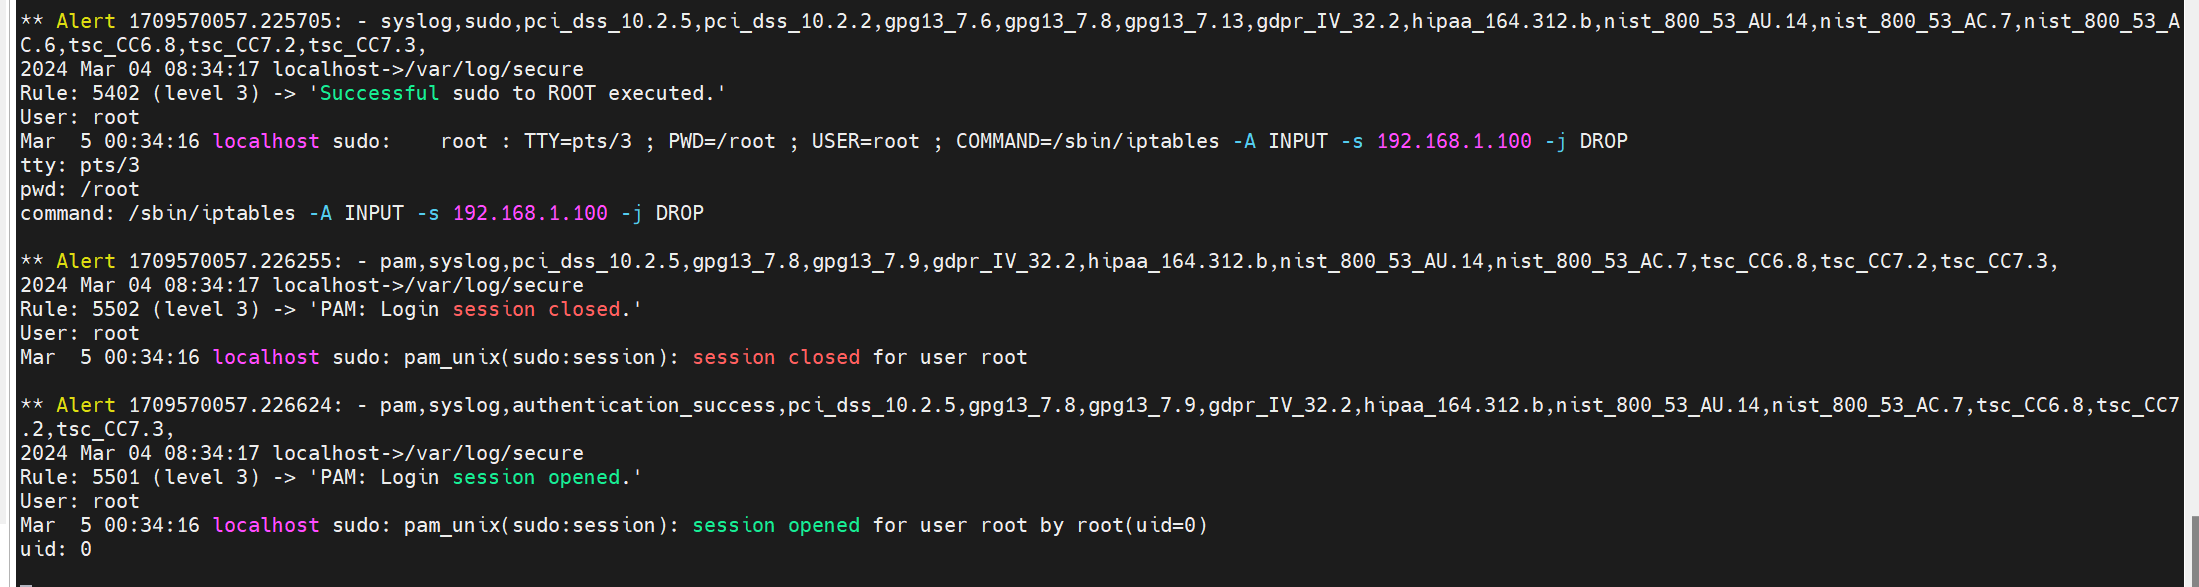 ** Alert 1709570057.225705: - syslog,sudo,pci_dss_10.2.5,pci_dss_10.2.2,gpg13_7.6,gpg13_7.8,gpg13_7.13,gdpr_IV_32.2,hipaa_164.312.b,nist_800_53_AU.14,nist_800_53_AC.7,nist_800_53_A
C.6,tsc_CC6.8,tsc_CC7.2,tsc_CC7.3,
2024 Mar 04 08:34:17 localhost->/var/log/secure
Rule: 5402 (level 3) -> 'Successful sudo to ROOT executed.'
User: root
Mar  5 00:34:16 localhost sudo:    root : TTY=pts/3 ; PWD=/root ; USER=root ; COMMAND=/sbin/iptables -A INPUT -s 192.168.1.100 -j DROP
tty: pts/3
pwd: /root
command: /sbin/iptables -A INPUT -s 192.168.1.100 -j DROP

** Alert 1709570057.226255: - pam,syslog,pci_dss_10.2.5,gpg13_7.8,gpg13_7.9,gdpr_IV_32.2,hipaa_164.312.b,nist_800_53_AU.14,nist_800_53_AC.7,tsc_CC6.8,tsc_CC7.2,tsc_CC7.3,
2024 Mar 04 08:34:17 localhost->/var/log/secure
Rule: 5502 (level 3) -> 'PAM: Login session closed.'
User: root
Mar  5 00:34:16 localhost sudo: pam_unix(sudo:session): session closed for user root

** Alert 1709570057.226624: - pam,syslog,authentication_success,pci_dss_10.2.5,gpg13_7.8,gpg13_7.9,gdpr_IV_32.2,hipaa_164.312.b,nist_800_53_AU.14,nist_800_53_AC.7,tsc_CC6.8,tsc_CC7
.2,tsc_CC7.3,
2024 Mar 04 08:34:17 localhost->/var/log/secure
Rule: 5501 (level 3) -> 'PAM: Login session opened.'
User: root
Mar  5 00:34:16 localhost sudo: pam_unix(sudo:session): session opened for user root by root(uid=0)
uid: 0